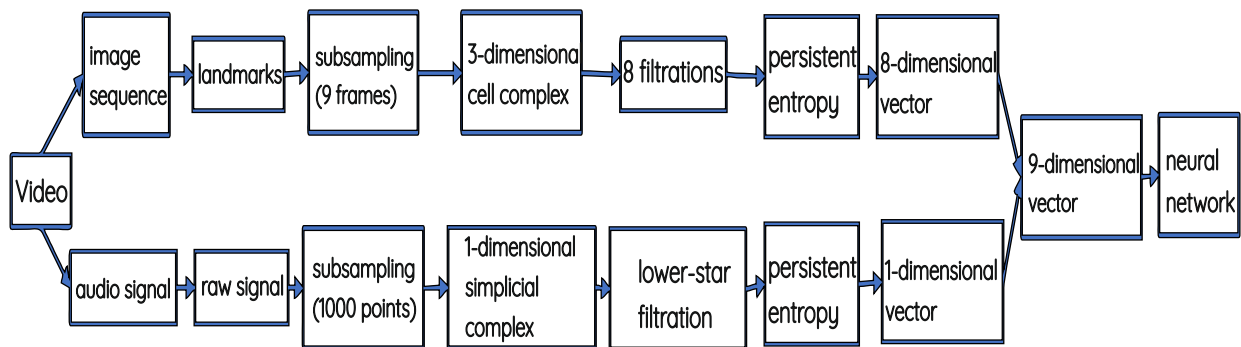 image
sequence
landmarks
subsampling
(9 frames)
3-dimensiona
cell complex
8 filtrations
persistent
entropy
8-dimensional
vector
Video
9-dimensional
vector
neural
network
audio signal
raw signal
subsampling
(1000 points)
1-dimensional
simplicial
complex
lower-star
filtration
persistent
entropy
1-dimensional
vector